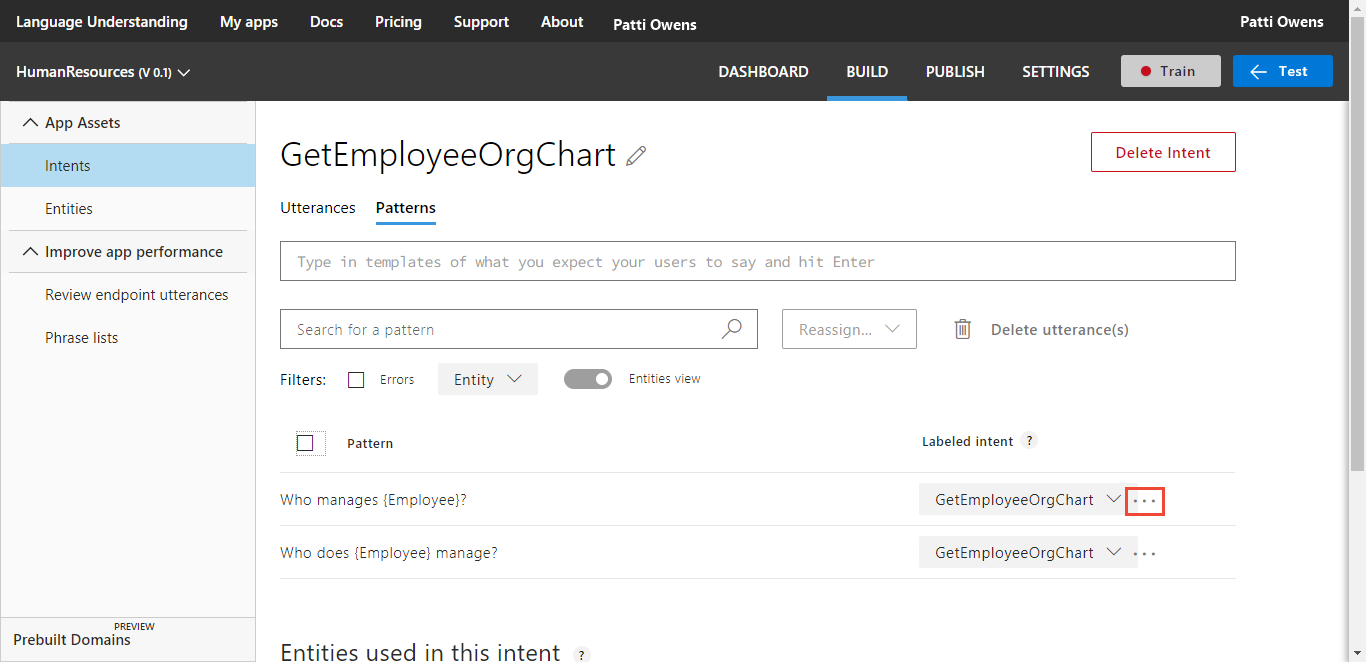 Language Understanding My apps Docs Pricing Support About Patti Owens Patti Owens
HumanResources (V 0.1) DASHBOARD BUILD PUBLISH SETTINGS Train Test
App Assets
Intents
Entities
Improve app performance
Review endpoint utterances
Phrase lists
PREVIEW
Prebuilt Domains
GetEmployeeOrgChart
Delete Intent
Utterances Patterns
Type in templates of what you expect your users to say and hit Enter
Search for a pattern Reassign... Delete utterance(s)
Filters: Errors Entity Entities view
Pattern Labeled intent ?
Who manages {Employee}? GetEmployeeOrgChart ...
Who does {Employee} manage? GetEmployeeOrgChart ...
Entities used in this intent ?